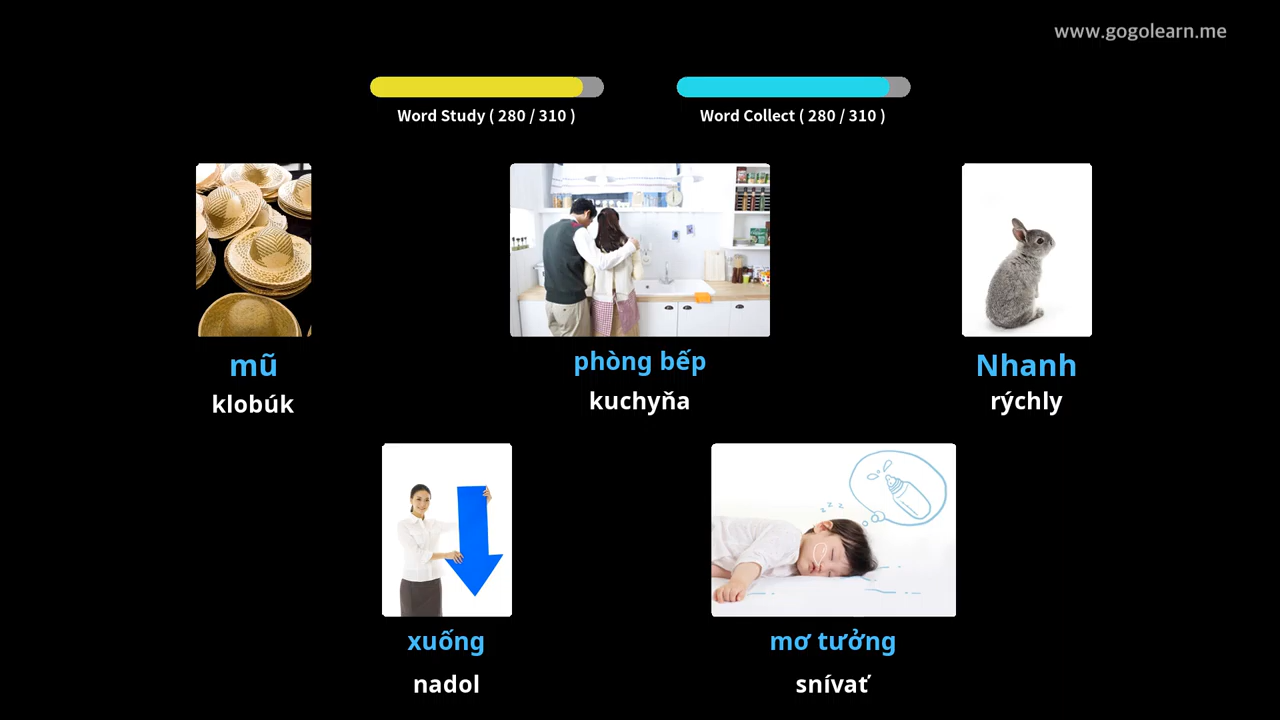 www.gogolearn.me
Word Study ( 280 / 310 )
Word Collect ( 280 / 310 )
mũ
klobúk
phòng bếp
kuchyňa
Nhanh
rýchly
xuống
nadol
z z z
mơ tưởng
snívať